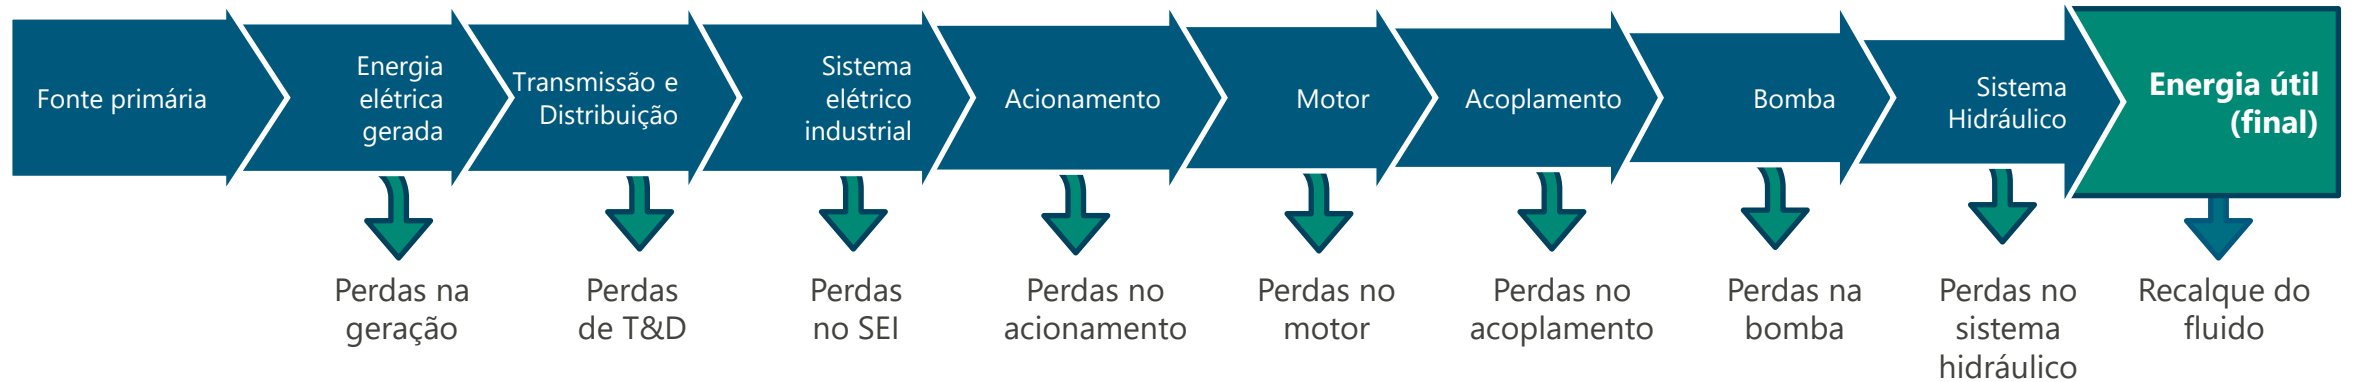 Fonte primária
Energia
elétrica
gerada
Transmissão e
Distribuição
Sistema
elétrico
industrial
Acionamento
Motor
Acoplamento
Bomba
Sistema
Hidráulico
Energia útil
(final)
Perdas na
geração
Perdas
de T&D
Perdas
no SEI
Perdas no
acionamento
Perdas no
motor
Perdas no
acoplamento
Perdas na
bomba
Perdas no
sistema
hidráulico
Recalque do
fluido